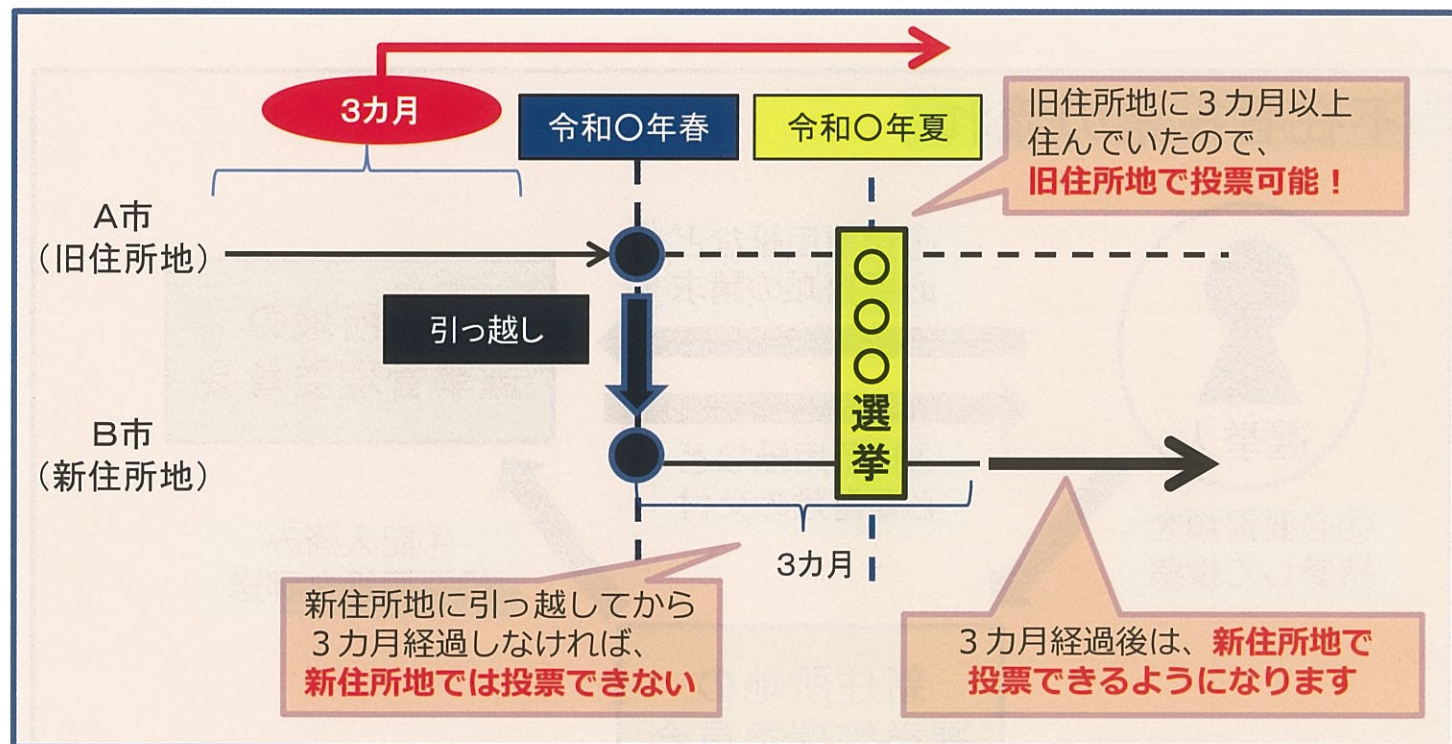 3カ月
令和〇年春
令和〇年夏
旧住所地に３カ月以上
住んでいたので、
旧住所地で投票可能！
A市
（旧住所地）
引っ越し
〇〇〇選挙
B市
（新住所地）
3カ月
新住所地に引っ越してから
３カ月経過しなければ、
新住所地では投票できない
３カ月経過後は、新住所地で
投票できるようになります